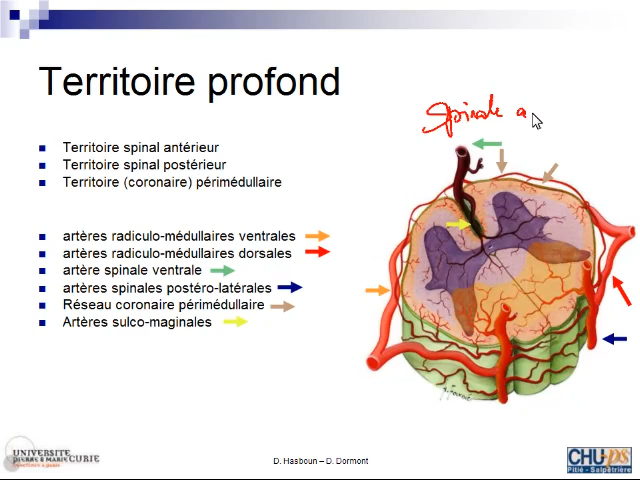 Territoire profond
Spinale a
Territoire spinal antérieur
Territoire spinal postérieur
Territoire (coronaire) périmédullaire
artères radiculo-médullaires ventrales
artères radiculo-médullaires dorsales
artère spinale ventrale
artères spinales postéro-latérales
Réseau coronaire périmédullaire
Artères sulco-maginales
UNIVERSITE
PIERRE & MARIE CURIE
D. Hasboun – D. Dormont
CHU-ps
Pitié - Salpêtrière